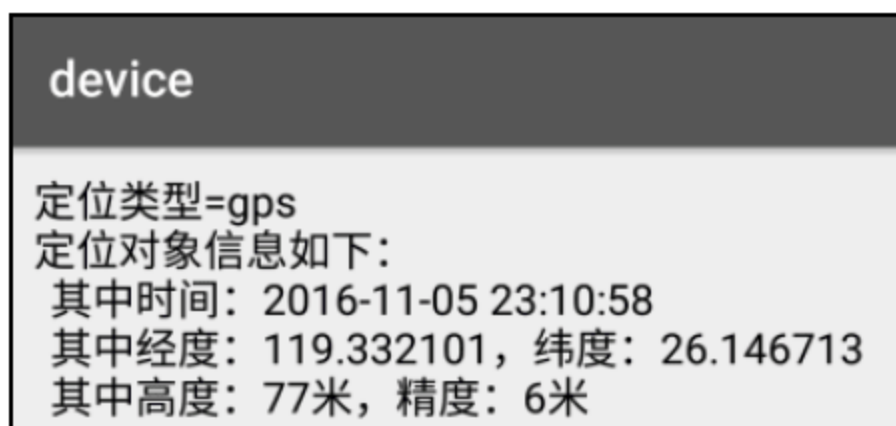 device
定位类型=gps
定位对象信息如下：
其中时间：2016-11-05 23:10:58
其中经度：119.332101，纬度：26.146713
其中高度：77米，精度：6米